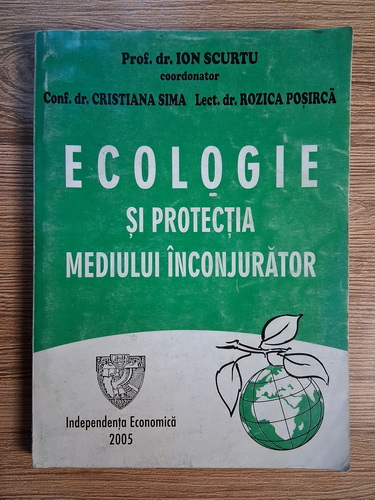 Prof. dr. ION SCURTU
coordonator
Conf. dr. CRISTIANA SIMA Lect. dr. ROZICA POȘIRCĂ
ECOLOGIE
ȘI PROTECȚIA
MEDIULUI ÎNCONJURĂTOR
Independența Economică
2005